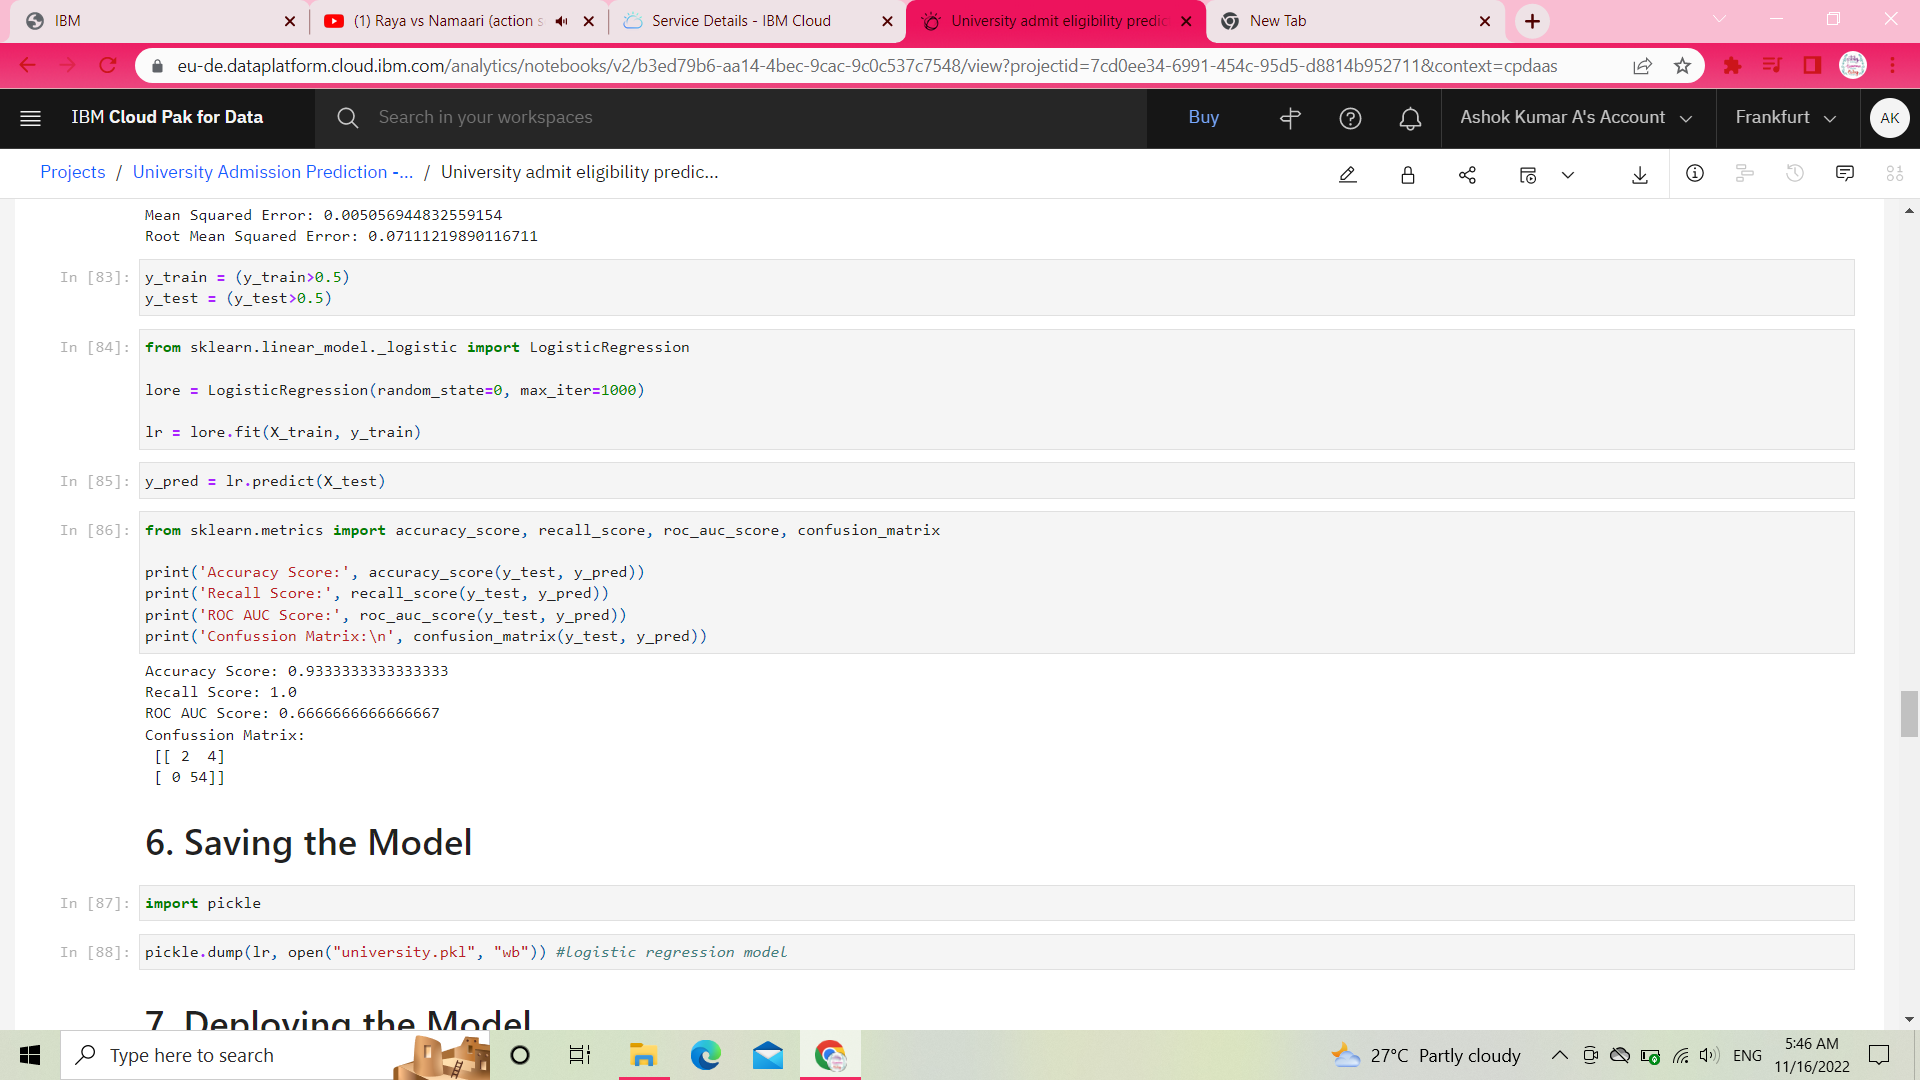 IBM
(1) Raya vs Namaari (action s
Service Details - IBM Cloud
University admit eligibility predic
New Tab
eu-de.dataplatform.cloud.ibm.com/analytics/notebooks/v2/b3ed79b6-aa14-4bec-9cac-9c0c537c7548/view?projectid=7cd0ee34-6991-454c-95d5-d8814b952711&context=cpdaas
IBM Cloud Pak for Data
Search in your workspaces
Buy
Ashok Kumar A's Account
Frankfurt
AK
Projects / University Admission Prediction -... / University admit eligibility predic...
Mean Squared Error: 0.005056944832559154
Root Mean Squared Error: 0.07111219890116711
In [83]: y_train = (y_train>0.5)
y_test = (y_test>0.5)
In [84]: from sklearn.linear_model._logistic import LogisticRegression
lore = LogisticRegression(random_state=0, max_iter=1000)
lr = lore.fit(X_train, y_train)
In [85]: y_pred = lr.predict(X_test)
In [86]: from sklearn.metrics import accuracy_score, recall_score, roc_auc_score, confusion_matrix
print('Accuracy Score:', accuracy_score(y_test, y_pred))
print('Recall Score:', recall_score(y_test, y_pred))
print('ROC AUC Score:', roc_auc_score(y_test, y_pred))
print('Confussion Matrix:\n', confusion_matrix(y_test, y_pred))
Accuracy Score: 0.9333333333333333
Recall Score: 1.0
ROC AUC Score: 0.6666666666666667
Confussion Matrix:
[[ 2  4]
[ 0 54]]
6. Saving the Model
In [87]: import pickle
In [88]: pickle.dump(lr, open("university.pkl", "wb")) #logistic regression model
7. Deploying the Model
Type here to search
27°C Partly cloudy
ENG
5:46 AM
11/16/2022